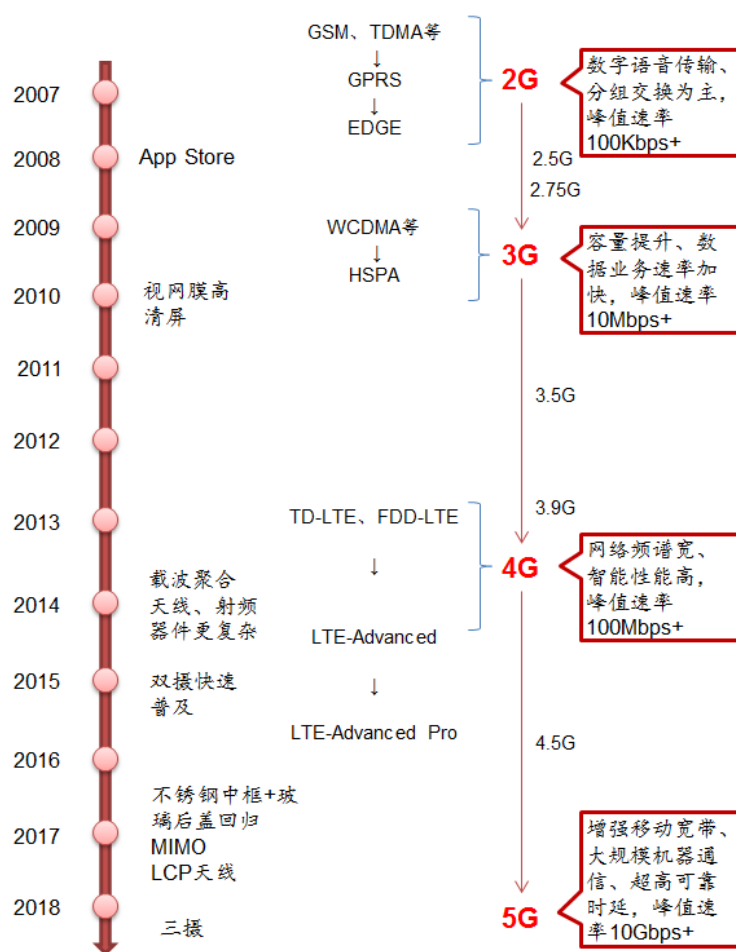 GSM、TDMA等
↓
GPRS
↓
EDGE
2G
数字语音传输、
分组交换为主，
峰值速率
100Kbps+
2007
2008
App Store
2.5G
2.75G
2009
WCDMA等
↓
HSPA
3G
容量提升、数
据业务速率加
快，峰值速率
10Mbps+
2010
视网膜高
清屏
2011
3.5G
2012
2013
3.9G
TD-LTE、FDD-LTE
↓
LTE-Advanced
↓
LTE-Advanced Pro
4G
网络频谱宽、
智能性能高，
峰值速率
100Mbps+
2014
载波聚合
天线、射频
器件更复杂
2015
双摄快速
普及
2016
4.5G
2017
不锈钢中框+玻
璃后盖回归
MIMO
LCP天线
2018
三摄
5G
增强移动宽带、
大规模机器通
信、超高可靠
时延，峰值速
率10Gbps+